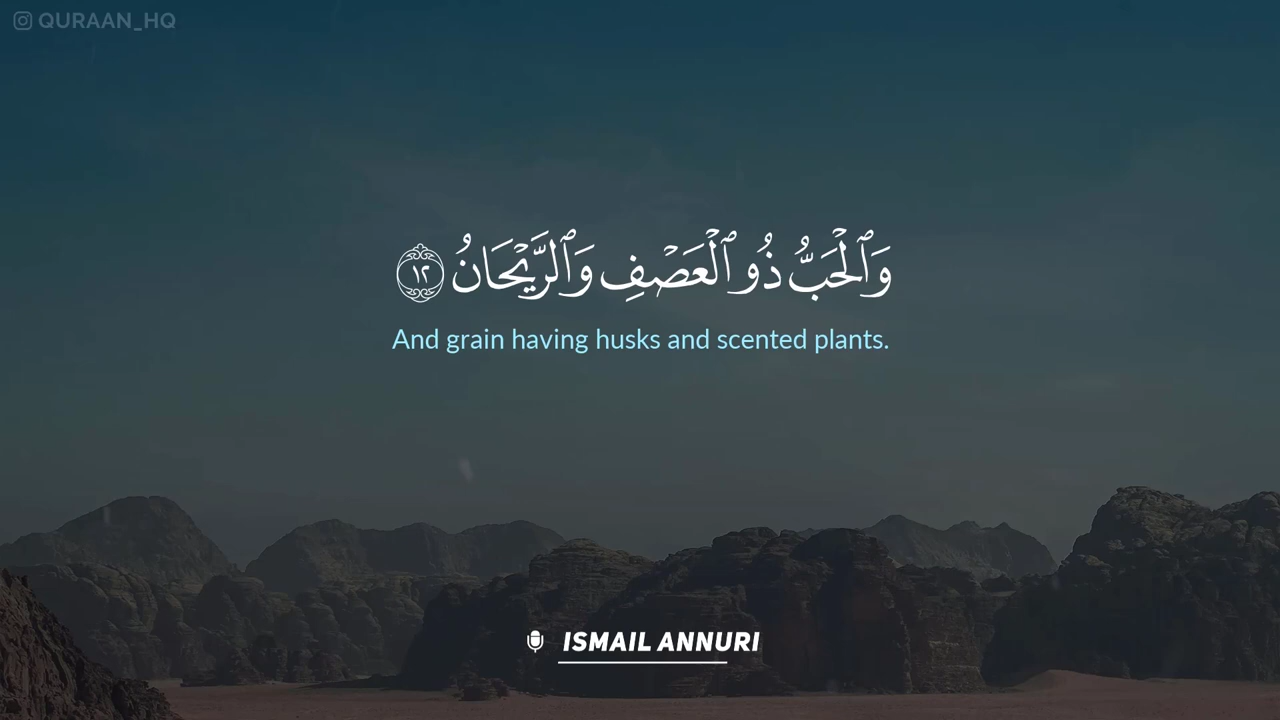 QURAAN_HQ
وَٱلْحَبُّ ذُو ٱلْعَصْفِ وَٱلرَّيْحَانُ ١٢
And grain having husks and scented plants.
ISMAIL ANNURI